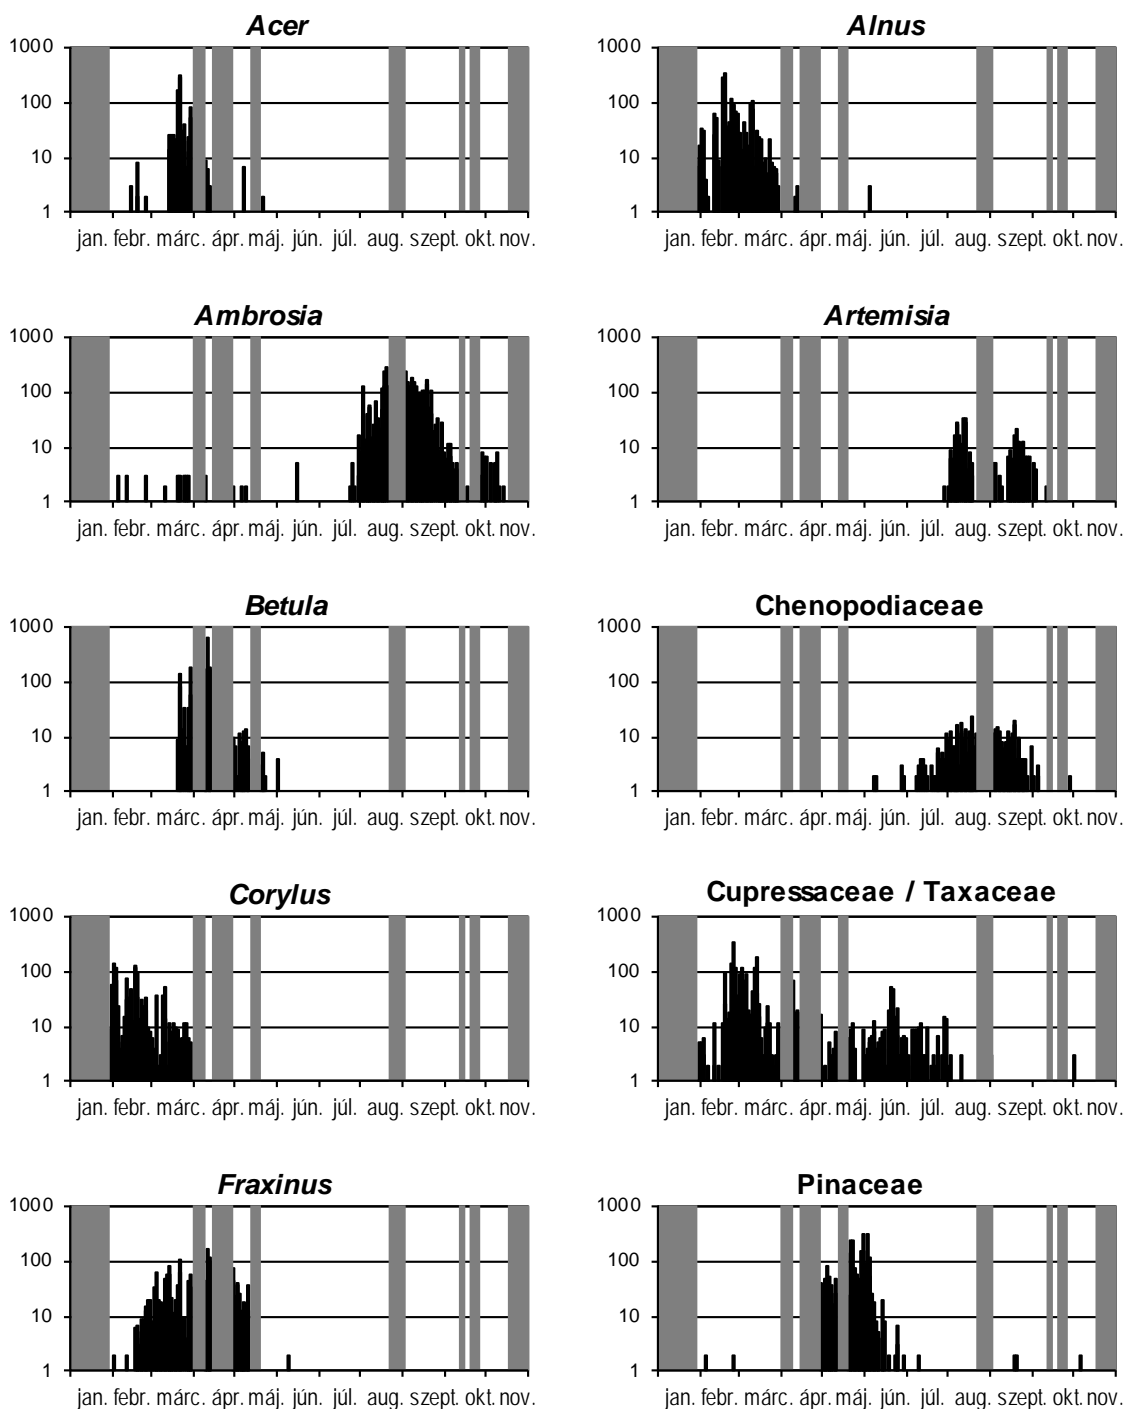 Acer
1000
100
10
1
jan. febr. márc. ápr. máj. jún. júl. aug. szept. okt. nov.
Alnus
1000
100
10
1
jan. febr. márc. ápr. máj. jún. júl. aug. szept. okt. nov.
Ambrosia
1000
100
10
1
jan. febr. márc. ápr. máj. jún. júl. aug. szept. okt. nov.
Artemisia
1000
100
10
1
jan. febr. márc. ápr. máj. jún. júl. aug. szept. okt. nov.
Betula
1000
100
10
1
jan. febr. márc. ápr. máj. jún. júl. aug. szept. okt. nov.
Chenopodiaceae
1000
100
10
1
jan. febr. márc. ápr. máj. jún. júl. aug. szept. okt. nov.
Corylus
1000
100
10
1
jan. febr. márc. ápr. máj. jún. júl. aug. szept. okt. nov.
Cupressaceae / Taxaceae
1000
100
10
1
jan. febr. márc. ápr. máj. jún. júl. aug. szept. okt. nov.
Fraxinus
1000
100
10
1
jan. febr. márc. ápr. máj. jún. júl. aug. szept. okt. nov.
Pinaceae
1000
100
10
1
jan. febr. márc. ápr. máj. jún. júl. aug. szept. okt. nov.